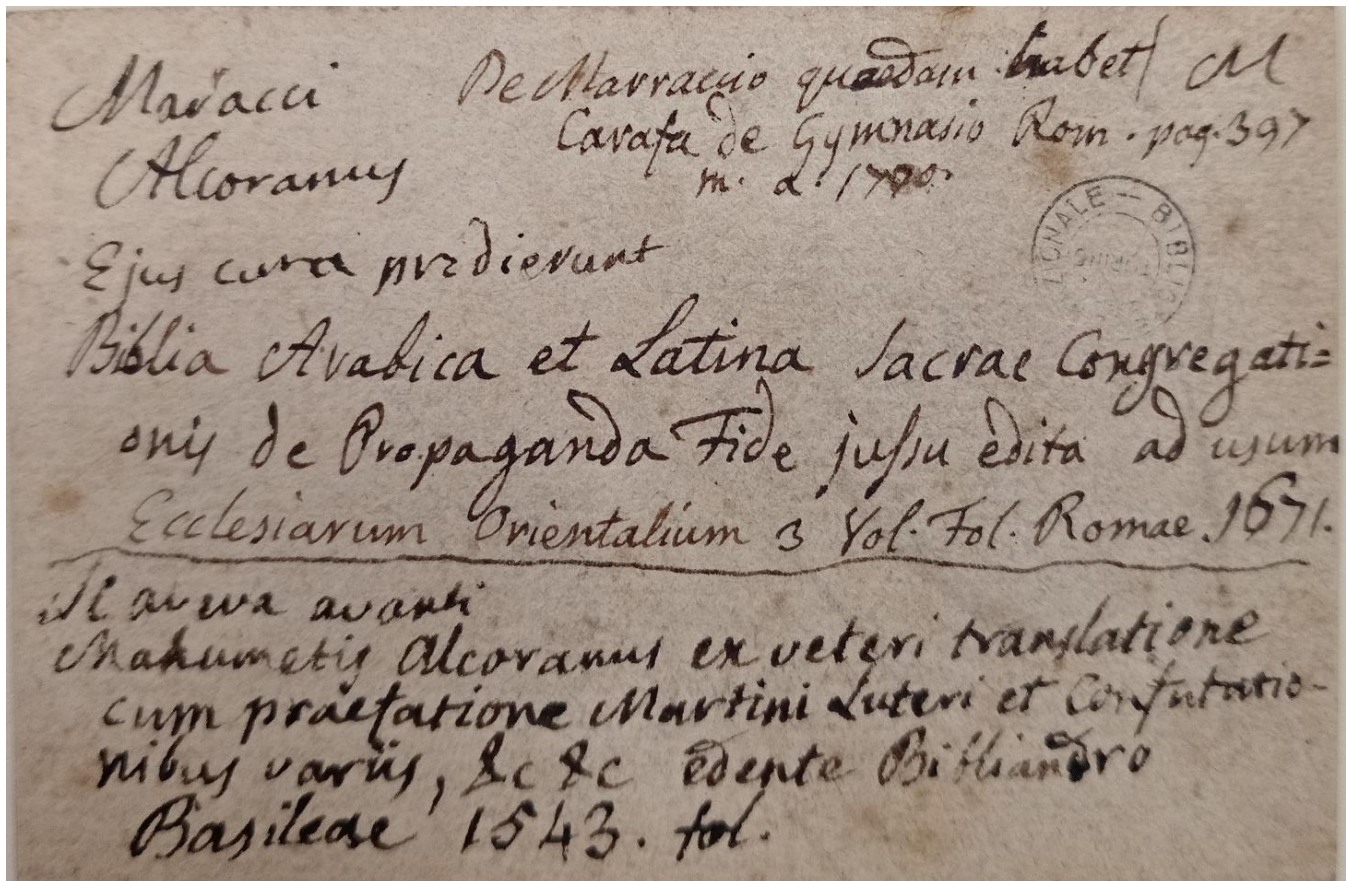 Maracci
Alcoranus
De Marraccio quaedam habet M
Carafa de Gymnasio Rom. pag. 397
m. a. 1700.
Ejus cura prodierunt
Biblia Arabica et Latina Sacrae Congregati=
onis de Propaganda Fide jussu edita ad usum
Ecclesiarum Orientalium 3 Vol. Fol. Romae. 1671.
Si aveva avanti
Mahumetis Alcoranus ex veteri translatione
cum praefatione Martini Luteri et Confutatio-
nibus variis, &c &c edente Bibliandro
Basileae 1543. fol.